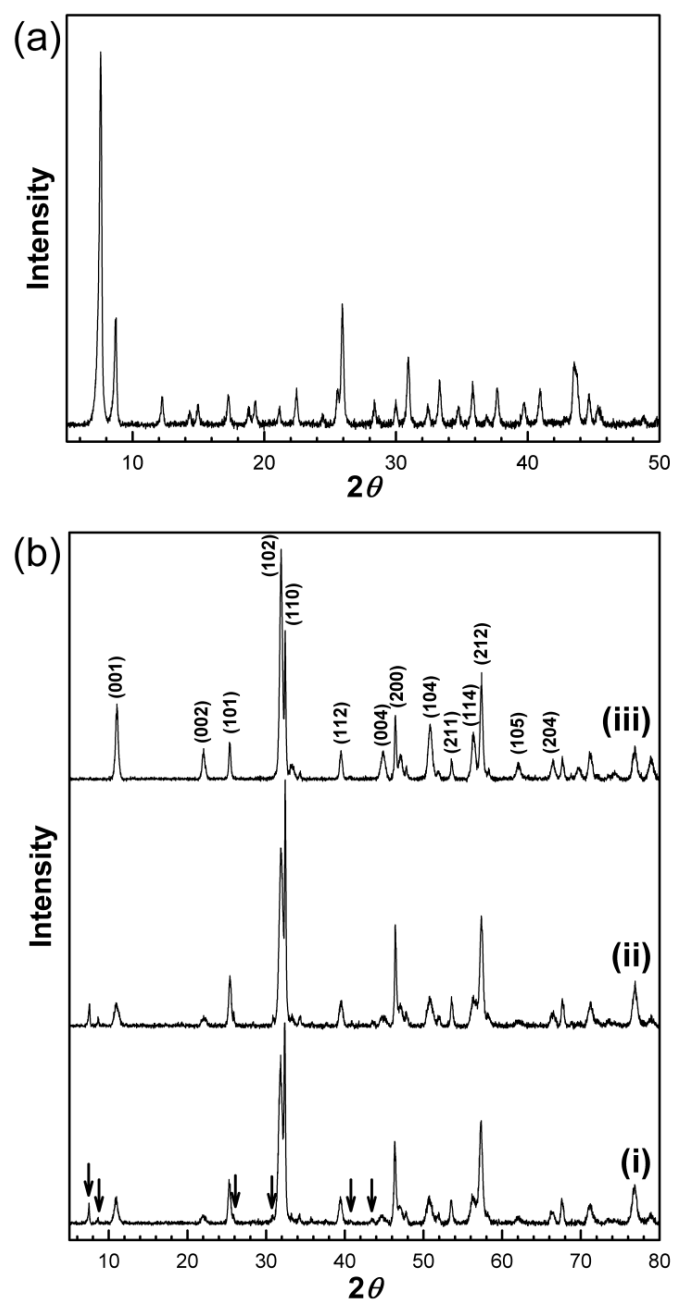 (a)
Intensity
10 20 30 40 50
2θ
(b)
(001)
(002)
(101)
(102)
(110)
(112)
(004)
(200)
(104)
(211)
(114)
(212)
(105)
(204)
(iii)
(ii)
(i)
Intensity
10 20 30 40 50 60 70 80
2θ